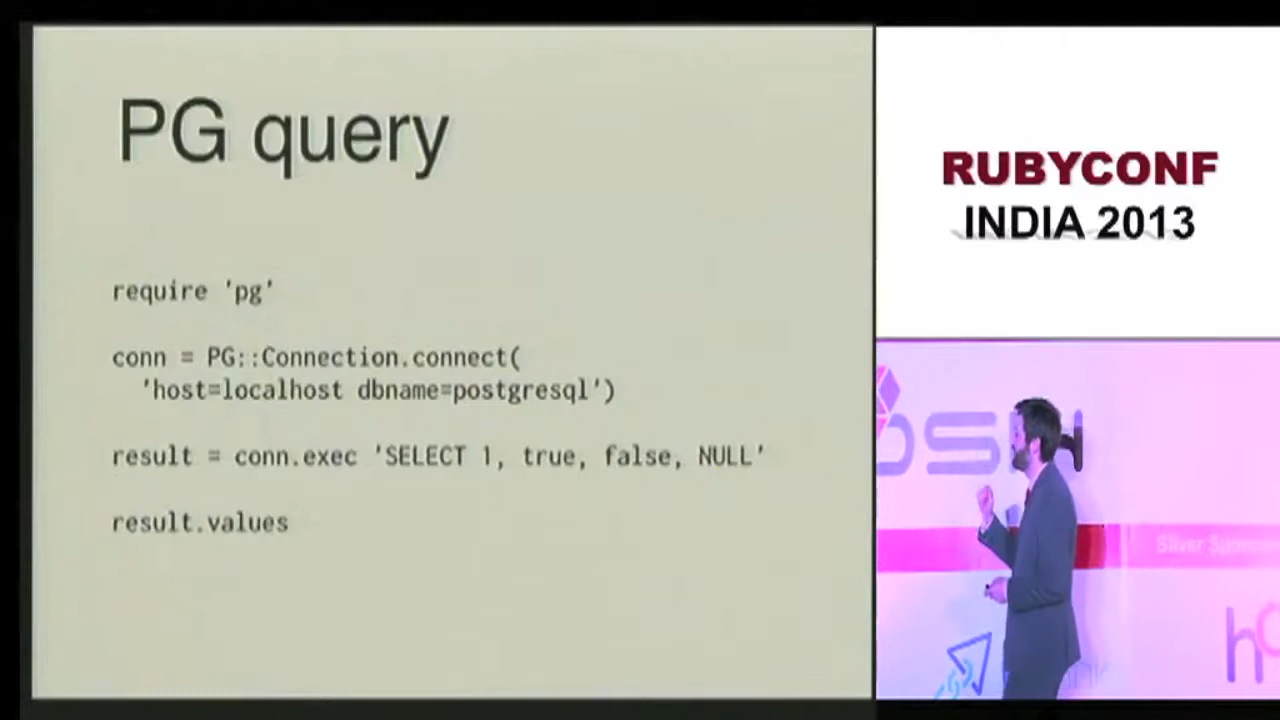 PG query
require 'pg'
conn = PG::Connection.connect(
'host=localhost dbname=postgresql')
result = conn.exec 'SELECT 1, true, false, NULL'
result.values
RUBYCONF
INDIA 2013
Silver